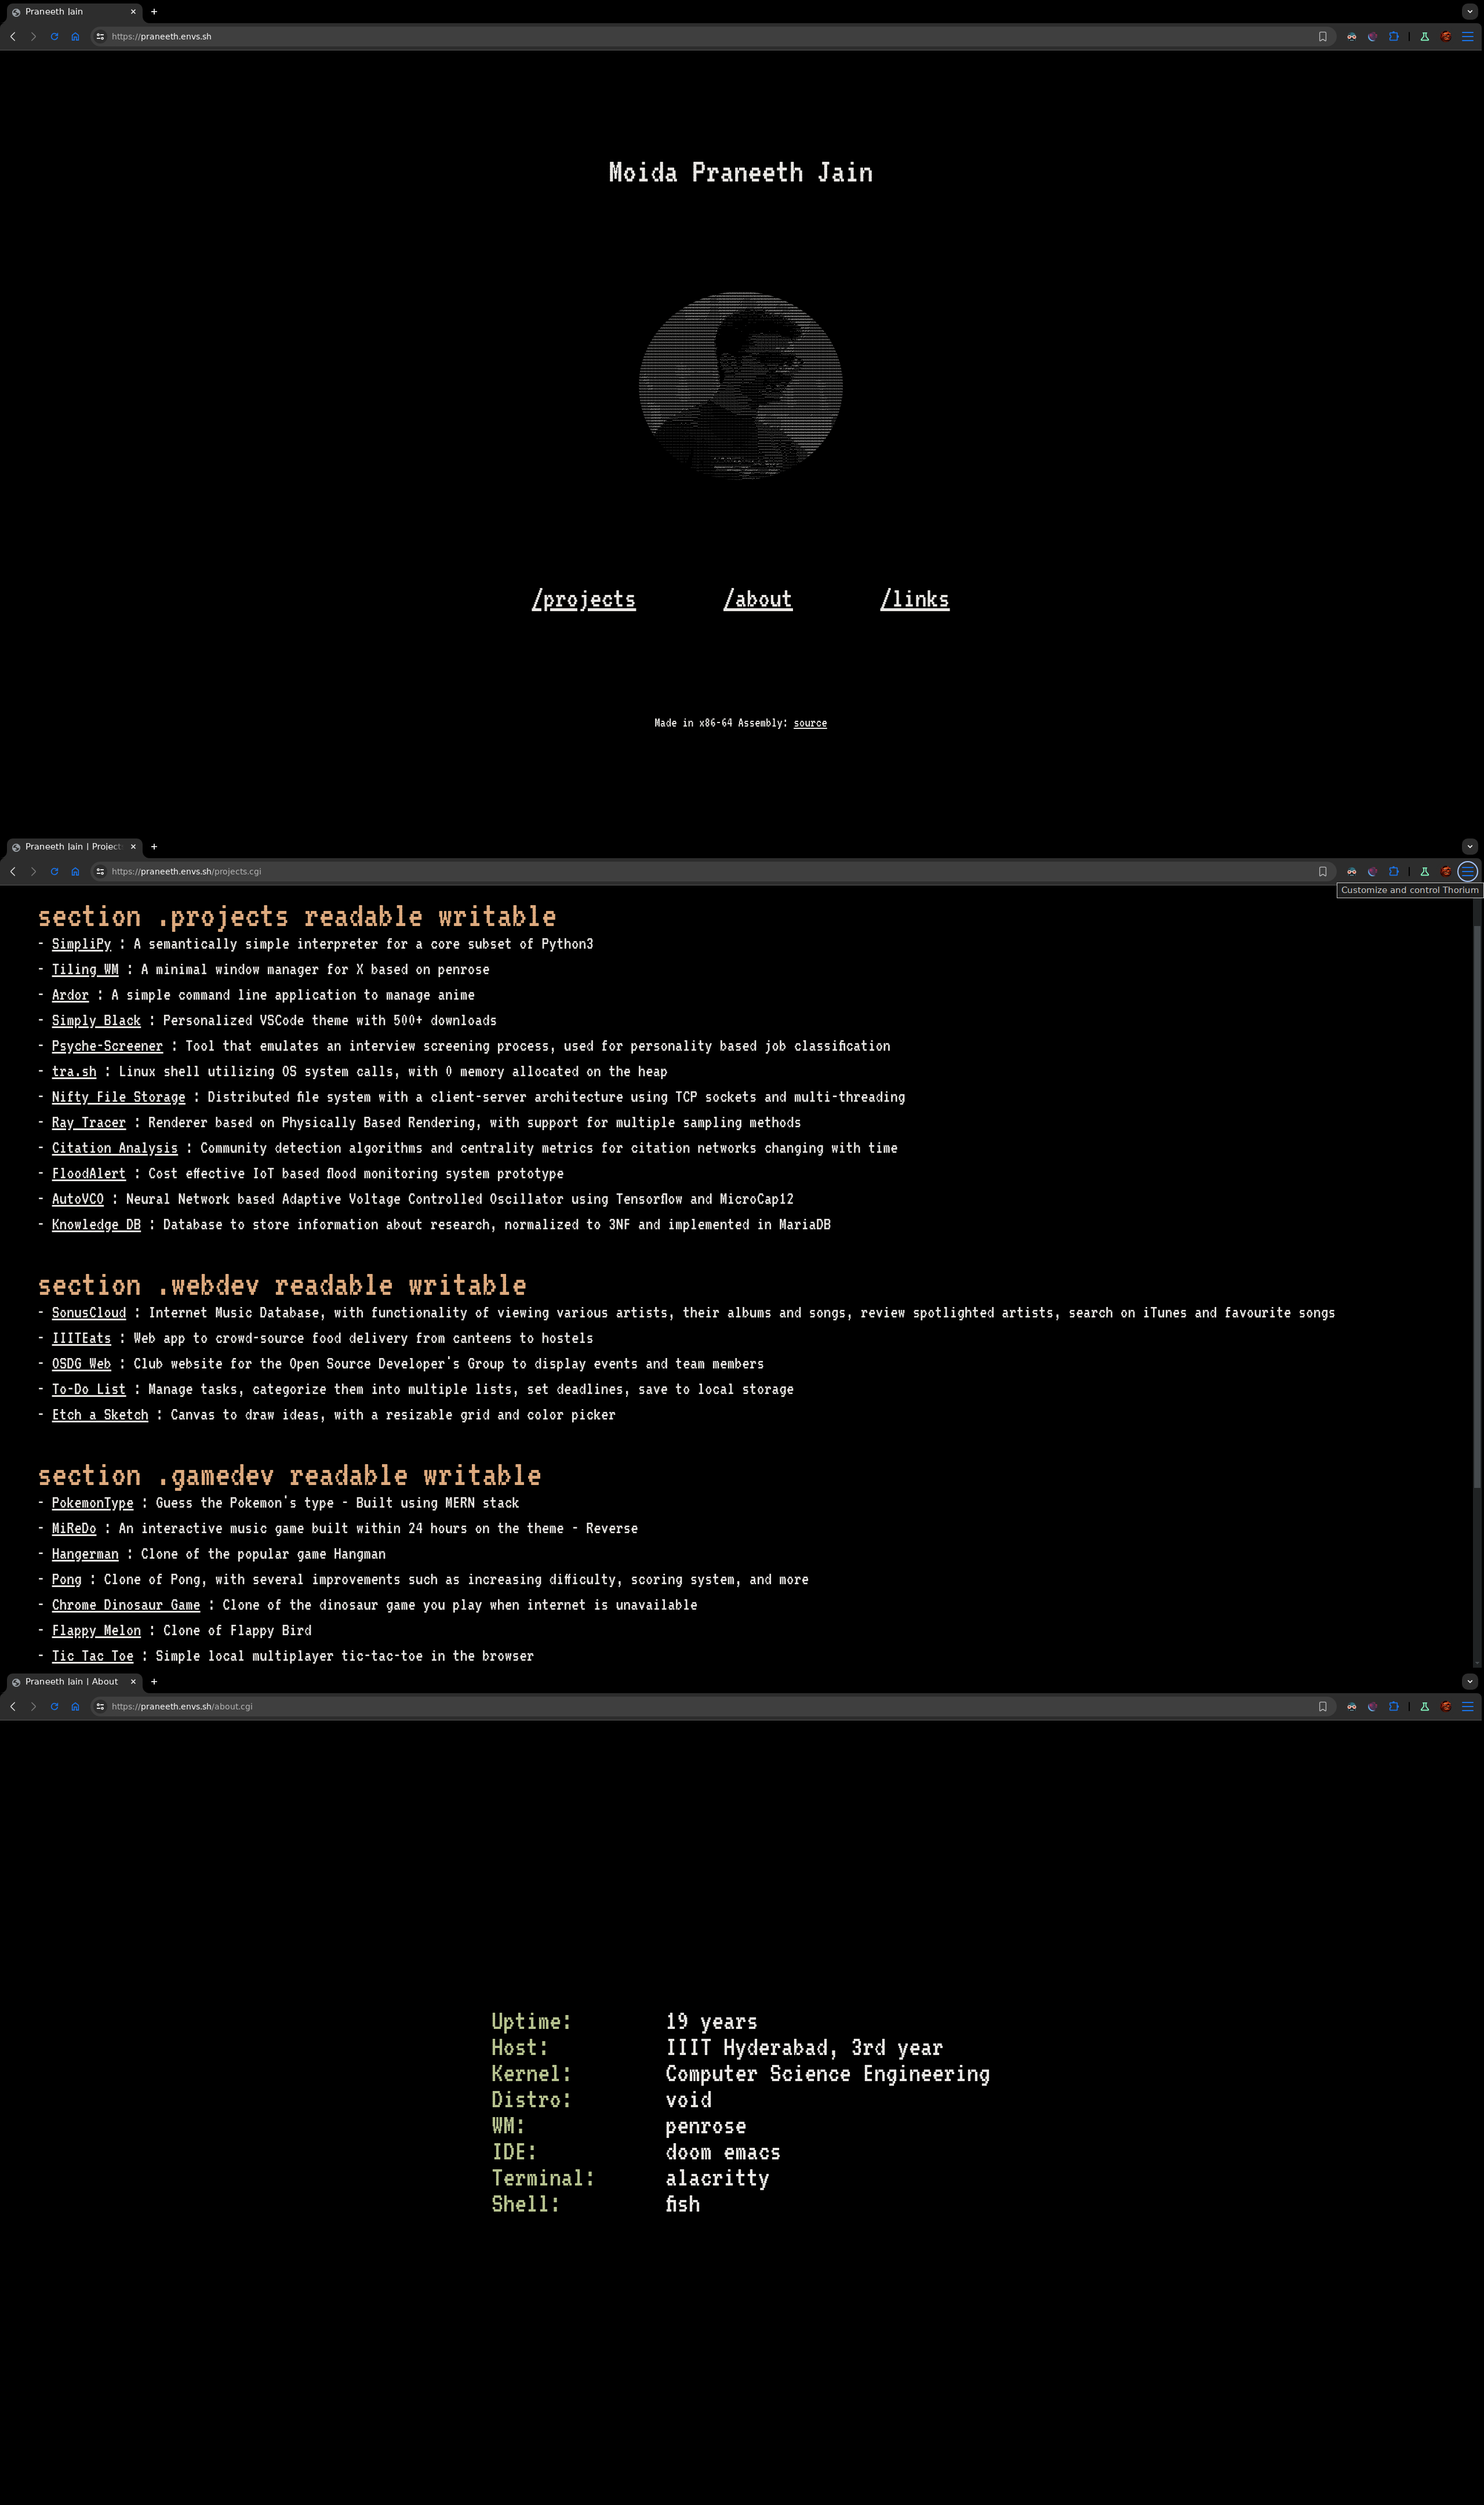 Praneeth Jain
https://praneeth.envs.sh
Moida Praneeth Jain
/projects /about /links
Made in x86-64 Assembly: source
Praneeth Jain | Project
https://praneeth.envs.sh/projects.cgi
Customize and control Thorium
section .projects readable writable
- SimpliPy : A semantically simple interpreter for a core subset of Python3
- Tiling WM : A minimal window manager for X based on penrose
- Ardor : A simple command line application to manage anime
- Simply Black : Personalized VSCode theme with 500+ downloads
- Psyche-Screener : Tool that emulates an interview screening process, used for personality based job classification
- tra.sh : Linux shell utilizing OS system calls, with 0 memory allocated on the heap
- Nifty File Storage : Distributed file system with a client-server architecture using TCP sockets and multi-threading
- Ray Tracer : Renderer based on Physically Based Rendering, with support for multiple sampling methods
- Citation Analysis : Community detection algorithms and centrality metrics for citation networks changing with time
- FloodAlert : Cost effective IoT based flood monitoring system prototype
- AutoVCO : Neural Network based Adaptive Voltage Controlled Oscillator using Tensorflow and MicroCap12
- Knowledge DB : Database to store information about research, normalized to 3NF and implemented in MariaDB
section .webdev readable writable
- SonusCloud : Internet Music Database, with functionality of viewing various artists, their albums and songs, review spotlighted artists, search on iTunes and favourite songs
- IIITEats : Web app to crowd-source food delivery from canteens to hostels
- OSDG Web : Club website for the Open Source Developer's Group to display events and team members
- To-Do List : Manage tasks, categorize them into multiple lists, set deadlines, save to local storage
- Etch a Sketch : Canvas to draw ideas, with a resizable grid and color picker
section .gamedev readable writable
- PokemonType : Guess the Pokemon's type - Built using MERN stack
- MiReDo : An interactive music game built within 24 hours on the theme - Reverse
- Hangerman : Clone of the popular game Hangman
- Pong : Clone of Pong, with several improvements such as increasing difficulty, scoring system, and more
- Chrome Dinosaur Game : Clone of the dinosaur game you play when internet is unavailable
- Flappy Melon : Clone of Flappy Bird
- Tic Tac Toe : Simple local multiplayer tic-tac-toe in the browser
Praneeth Jain | About
https://praneeth.envs.sh/about.cgi
Uptime: 19 years
Host: IIIT Hyderabad, 3rd year
Kernel: Computer Science Engineering
Distro: void
WM: penrose
IDE: doom emacs
Terminal: alacritty
Shell: fish